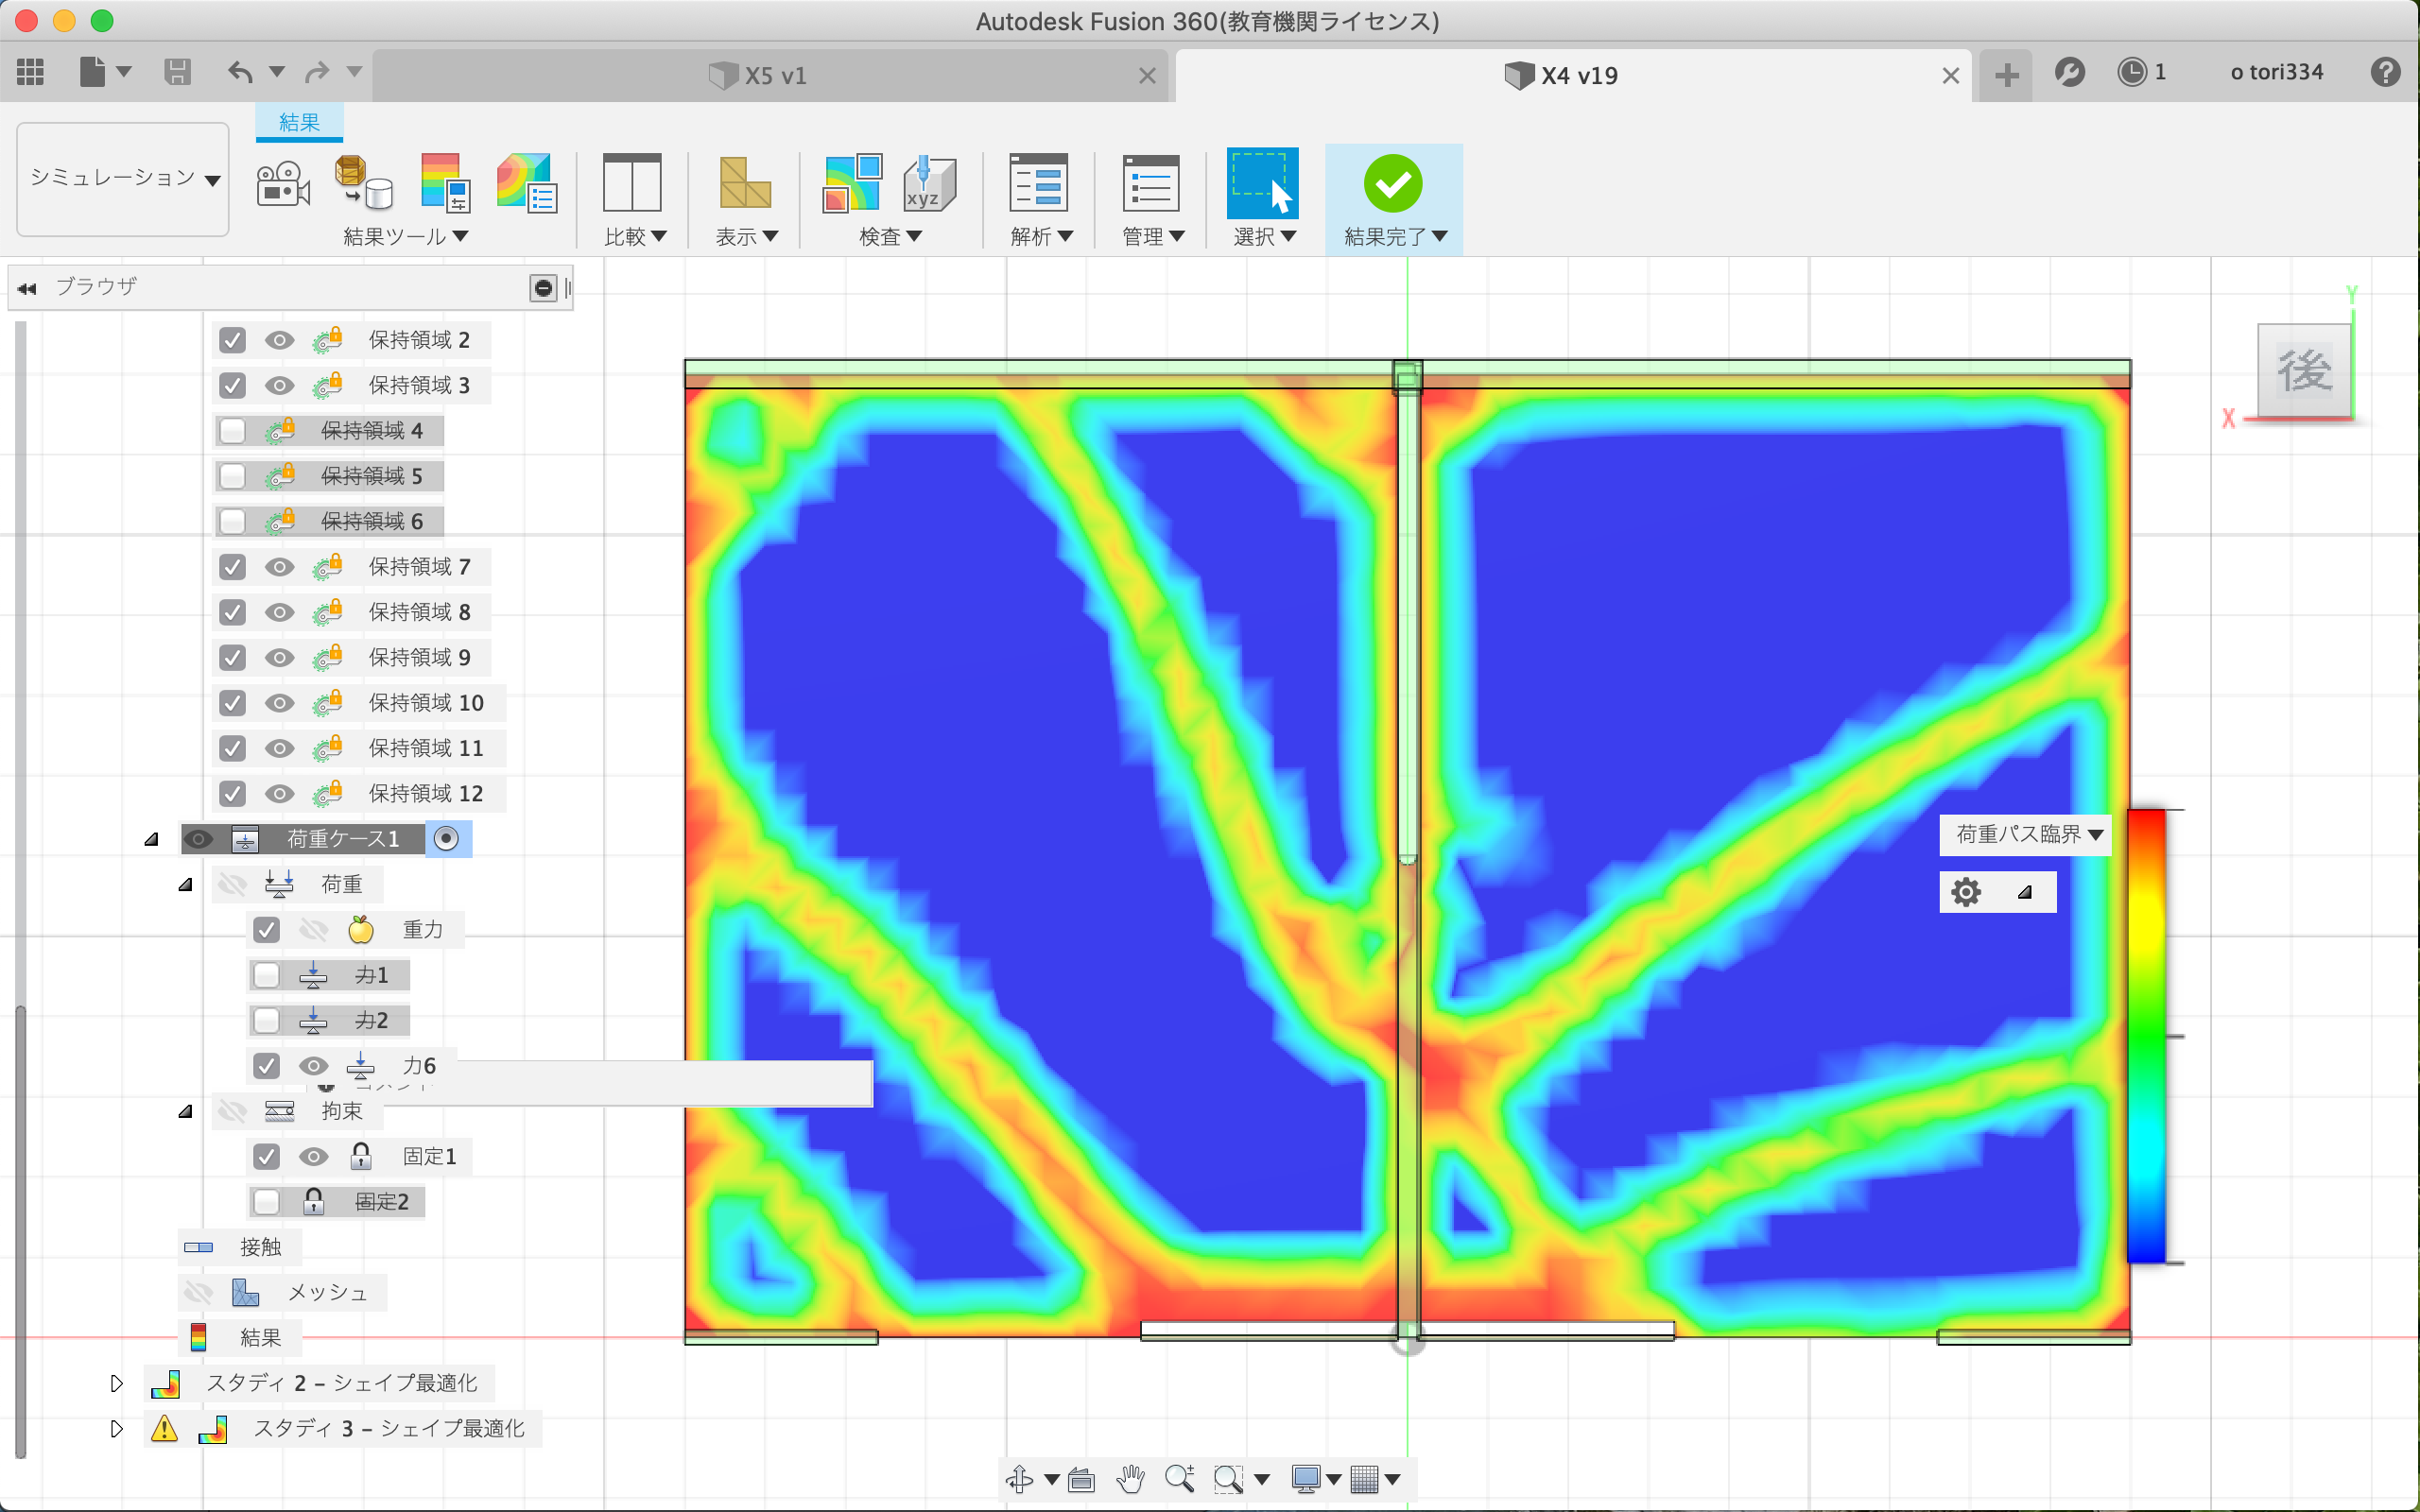 Autodesk Fusion 360(教育機関ライセンス)
X5 v1
X4 v19
1
o tori334
結果
シミュレーション
xyz
結果ツール
比較
表示
検査
解析
管理
選択
結果完了
ブラウザ
保持領域 2
保持領域 3
保持領域 4
保持領域 5
保持領域 6
保持領域 7
保持領域 8
保持領域 9
保持領域 10
保持領域 11
保持領域 12
荷重ケース1
荷重
重力
力1
力2
力6
拘束
固定1
固定2
接触
メッシュ
結果
スタディ 2 – シェイプ最適化
スタディ 3 – シェイプ最適化
Y
後
X
荷重パス臨界